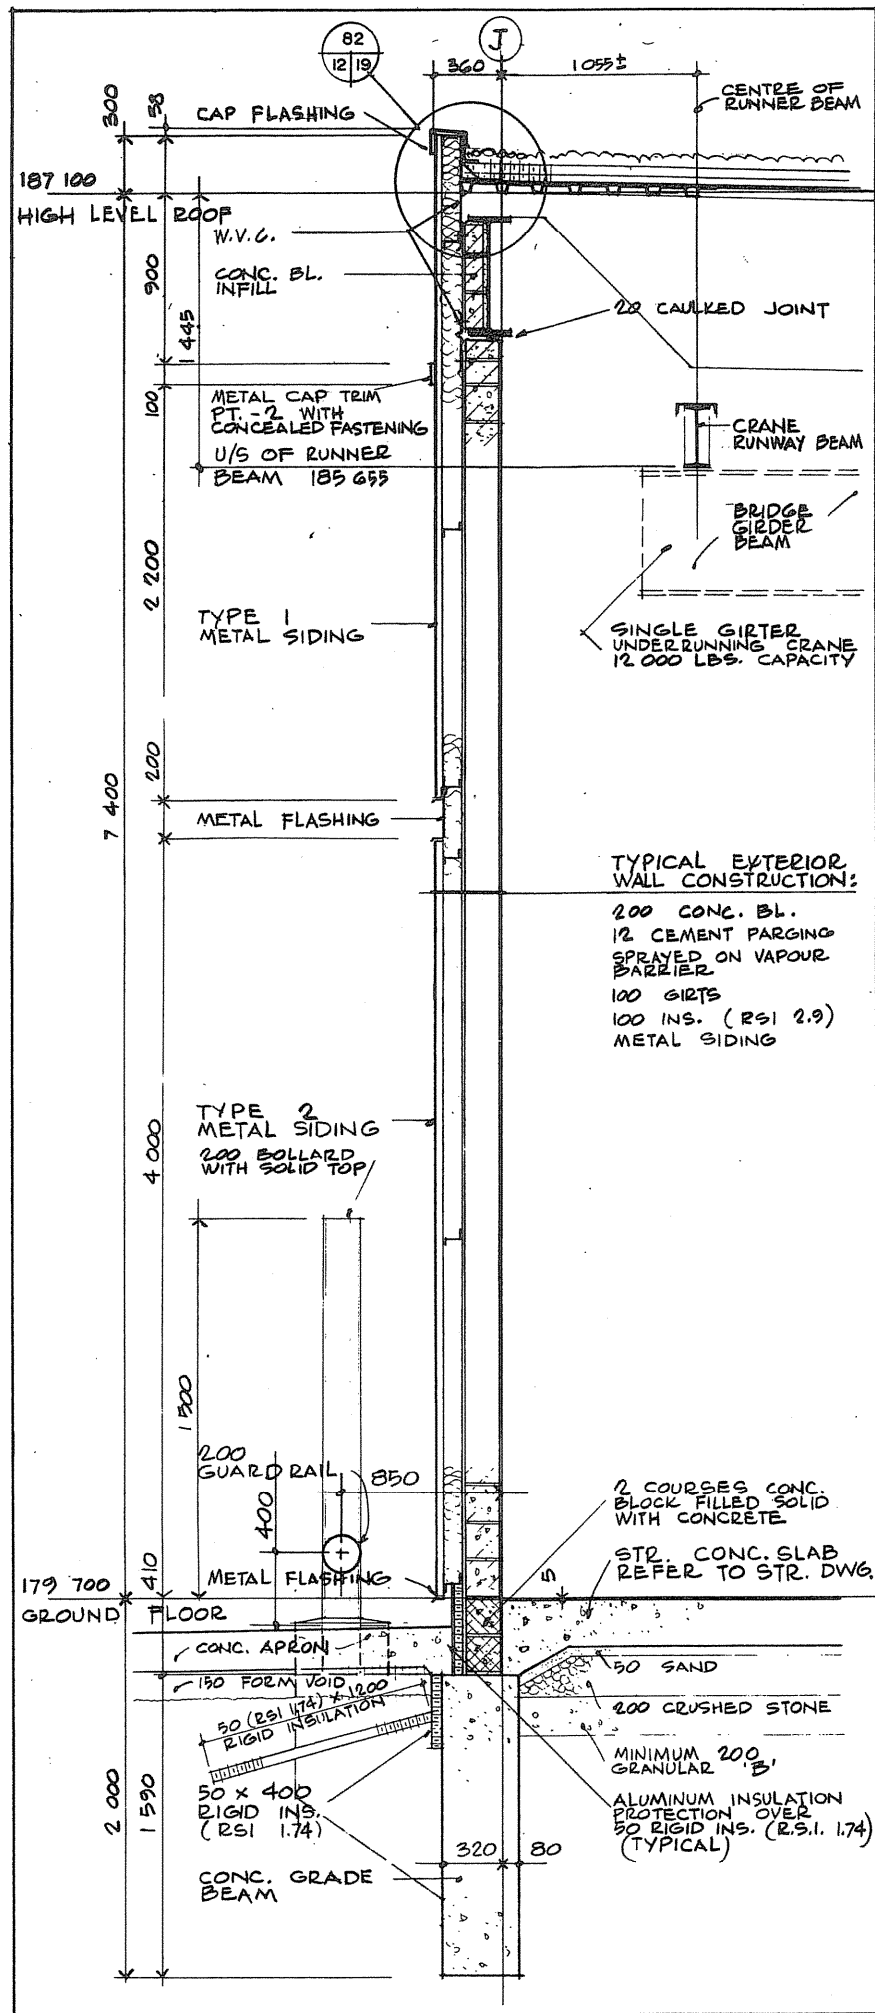 82
12 19
J
360
1055±
300
38
CENTRE OF
RUNNER BEAM
CAP FLASHING
187 100
HIGH LEVEL ROOF
W.V.C.
CONC. BL.
INFILL
900
1445
20 CAULKED JOINT
100
METAL CAP TRIM
PT. -2 WITH
CONCEALED FASTENING
U/S OF RUNNER
BEAM 185 655
CRANE
RUNWAY BEAM
BRIDGE
GIRDER
BEAM
2 200
TYPE 1
METAL SIDING
SINGLE GIRTER
UNDERRUNNING CRANE
12 000 LBS. CAPACITY
200
7 400
METAL FLASHING
TYPICAL EXTERIOR
WALL CONSTRUCTION:
200 CONC. BL.
12 CEMENT PARGING
SPRAYED ON VAPOUR
BARRIER
100 GIRTS
100 INS. (RSI 2.9)
METAL SIDING
4 000
TYPE 2
METAL SIDING
200 BOLLARD
WITH SOLID TOP
1 500
200
GUARD RAIL
850
400
2 COURSES CONC.
BLOCK FILLED SOLID
WITH CONCRETE
STR. CONC. SLAB
REFER TO STR. DWG.
5
410
METAL FLASHING
179 700
GROUND FLOOR
CONC. APRON
150 FORM VOID
50 (RSI 1.74) x 1200
RIGID INSULATION
50 SAND
200 CRUSHED STONE
MINIMUM 200
GRANULAR 'B'
50 x 400
RIGID INS.
(RSI 1.74)
ALUMINUM INSULATION
PROTECTION OVER
50 RIGID INS. (R.S.I. 1.74)
(TYPICAL)
2 000
1 590
320
80
CONC. GRADE
BEAM